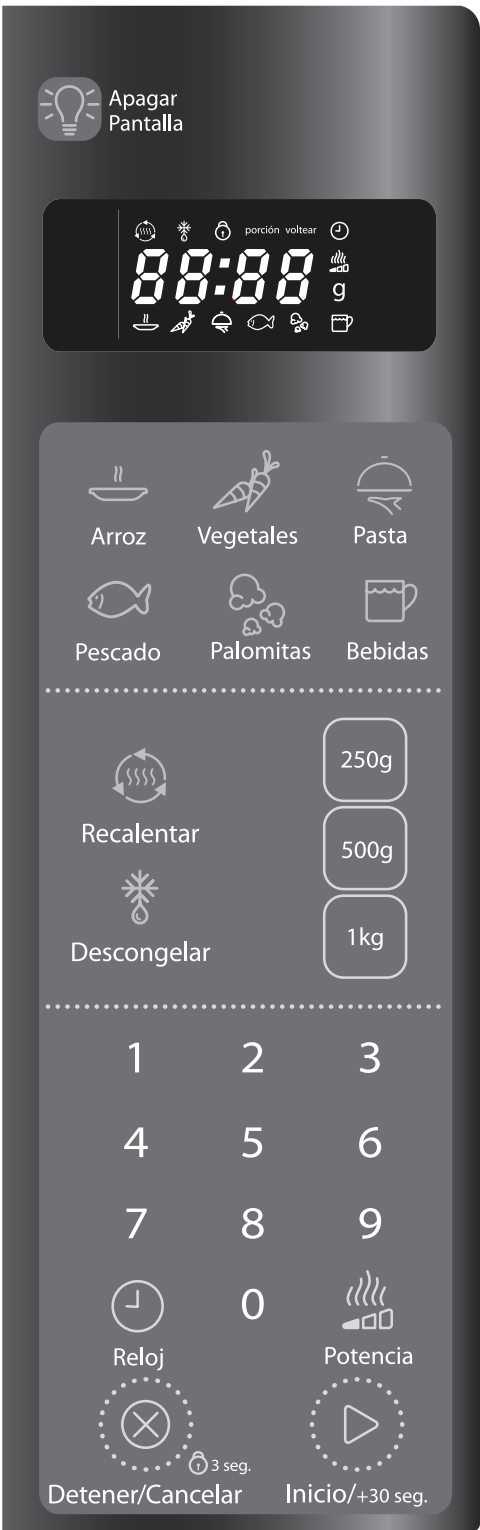 Apagar
Pantalla
porción voltear
88:88
g
Arroz Vegetales Pasta
Pescado Palomitas Bebidas
250g
Recalentar
500g
Descongelar
1kg
1 2 3
4 5 6
7 8 9
0
Reloj Potencia
3 seg.
Detener/Cancelar Inicio/+30 seg.